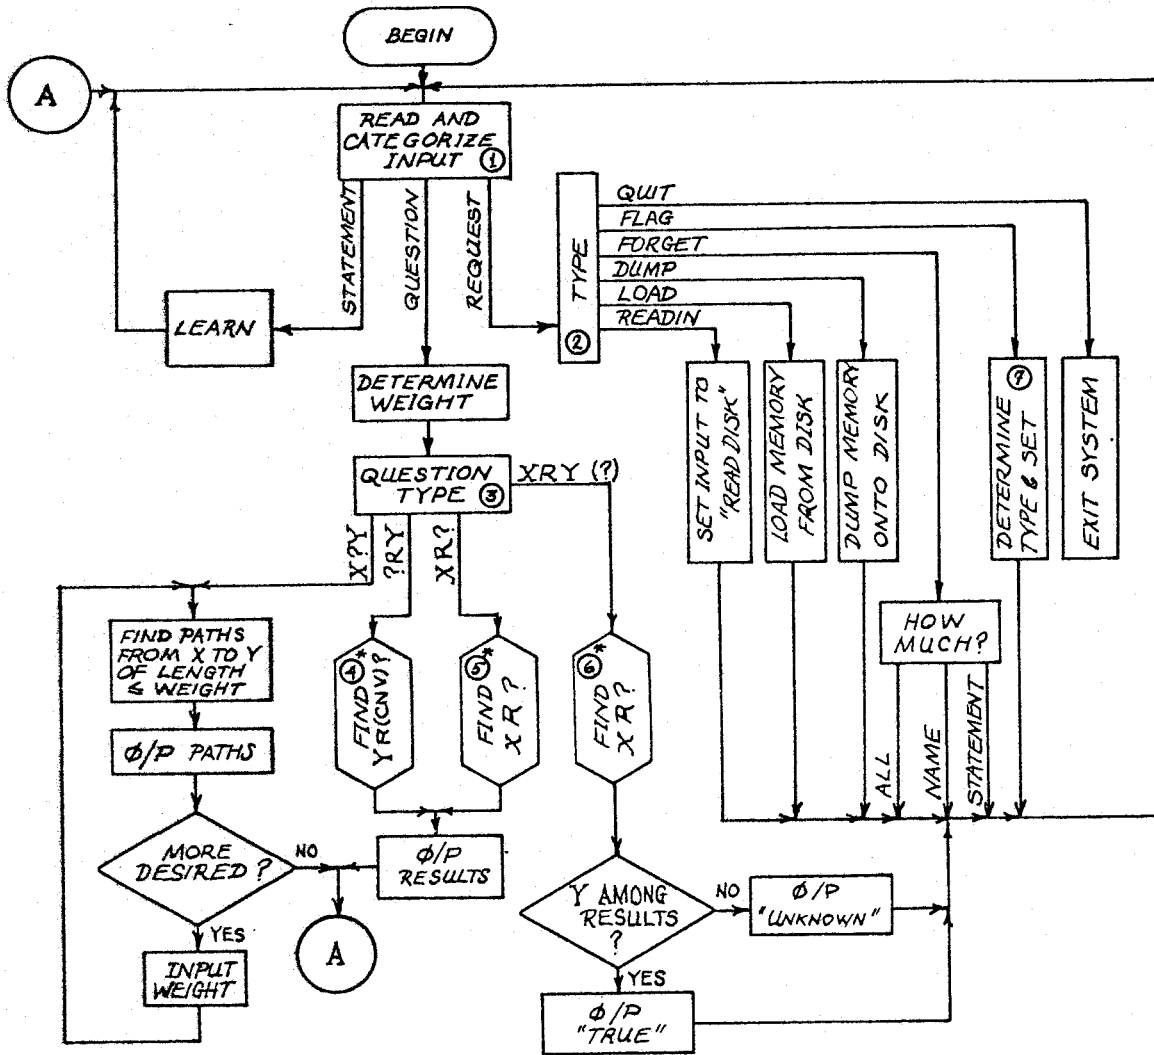 BEGIN
A
READ AND
CATEGORIZE
INPUT ①
STATEMENT
QUESTION
REQUEST
TYPE
②
QUIT
FLAG
FORGET
DUMP
LOAD
READIN
LEARN
DETERMINE
WEIGHT
QUESTION
TYPE ③
XRY (?)
X?Y
?RY
XR?
SET INPUT TO
"READ DISK"
LOAD MEMORY
FROM DISK
DUMP MEMORY
ONTO DISK
⑦
DETERMINE
TYPE & SET
EXIT SYSTEM
HOW
MUCH?
ALL
NAME
STATEMENT
FIND PATHS
FROM X TO Y
OF LENGTH
≤ WEIGHT
④*
FIND
YR(CNV)?
⑤*
FIND
XR?
⑥*
FIND
XR?
Φ/P PATHS
MORE
DESIRED?
NO
YES
INPUT
WEIGHT
Φ/P
RESULTS
A
Y AMONG
RESULTS
?
NO
Φ/P
"UNKNOWN"
YES
Φ/P
"TRUE"